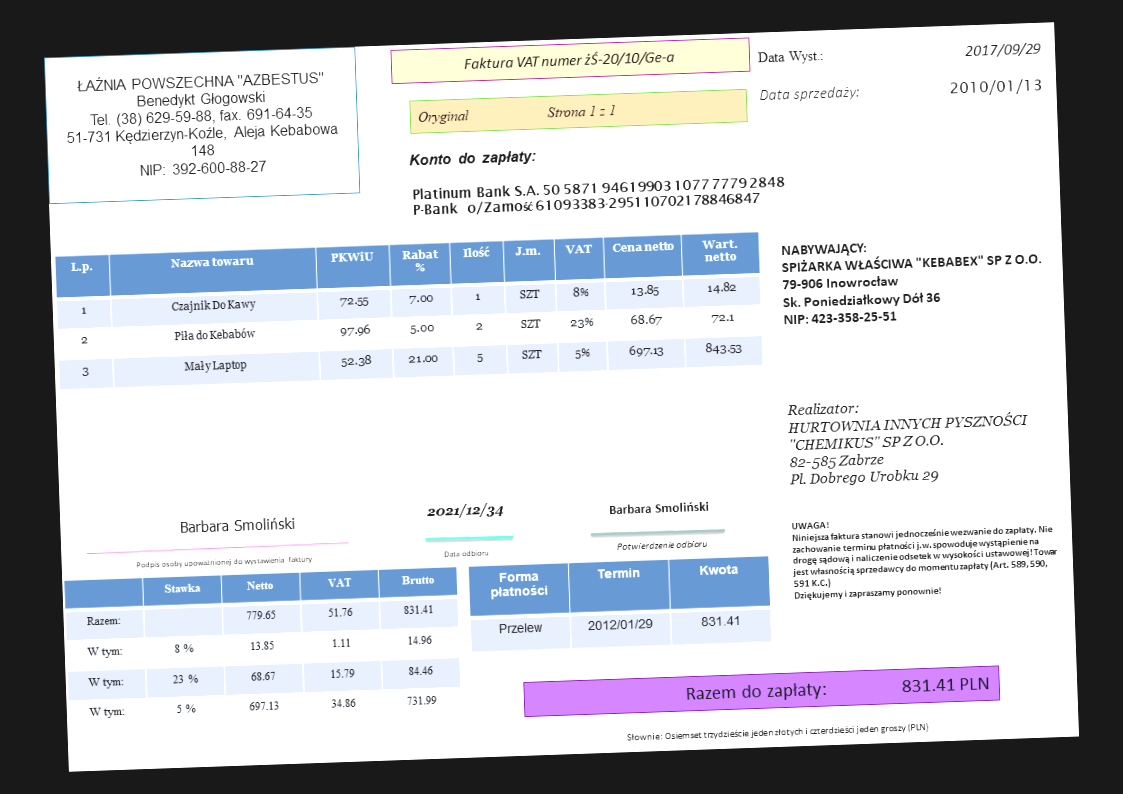 ŁAŹNIA POWSZECHNA "AZBESTUS"
Benedykt Głogowski
Tel. (38) 629-59-88, fax. 691-64-35
51-731 Kędzierzyn-Koźle, Aleja Kebabowa
148
NIP: 392-600-88-27
Faktura VAT numer żŚ-20/10/Ge-a
Oryginal Strona 1 z 1
Data Wyst.: 2017/09/29
Data sprzedaży: 2010/01/13
Konto do zapłaty:
Platinum Bank S.A. 50 5871 9461 9903 1077 7779 2848
P-Bank o/Zamość 61093383-295110702178846847
L.p. Nazwa towaru PKWiU Rabat % Ilość J.m. VAT Cena netto Wart. netto
1 Czajnik Do Kawy 72.55 7.00 1 SZT 8% 13.85 14.82
2 Piła do Kebabów 97.96 5.00 2 SZT 23% 68.67 72.1
3 Mały Laptop 52.38 21.00 5 SZT 5% 697.13 843.53
NABYWAJĄCY:
SPIŻARKA WŁAŚCIWA "KEBABEX" SP Z O.O.
79-906 Inowrocław
Sk. Poniedziałkowy Dół 36
NIP: 423-358-25-51
Realizator:
HURTOWNIA INNYCH PYSZNOŚCI
"CHEMIKUS" SP Z O.O.
82-585 Zabrze
Pl. Dobrego Urobku 29
Barbara Smoliński
Podpis osoby upoważnionej do wystawienia faktury
2021/12/34
Data odbioru
Barbara Smoliński
Potwierdzenie odbioru
UWAGA!
Niniejsza faktura stanowi jednocześnie wezwanie do zapłaty. Nie
zachowanie terminu płatności j.w. spowoduje wystąpienie na
drogę sądową i naliczenie odsetek w wysokości ustawowej! Towar
jest własnością sprzedawcy do momentu zapłaty (Art. 589, 590,
591 K.C.)
Dziękujemy i zapraszamy ponownie!
Stawka Netto VAT Brutto
Razem: 779.65 51.76 831.41
W tym: 8 % 13.85 1.11 14.96
W tym: 23 % 68.67 15.79 84.46
W tym: 5 % 697.13 34.86 731.99
Forma płatności Termin Kwota
Przelew 2012/01/29 831.41
Razem do zapłaty: 831.41 PLN
Słownie: Osiemset trzydzieście jeden złotych i czterdzieści jeden groszy (PLN)